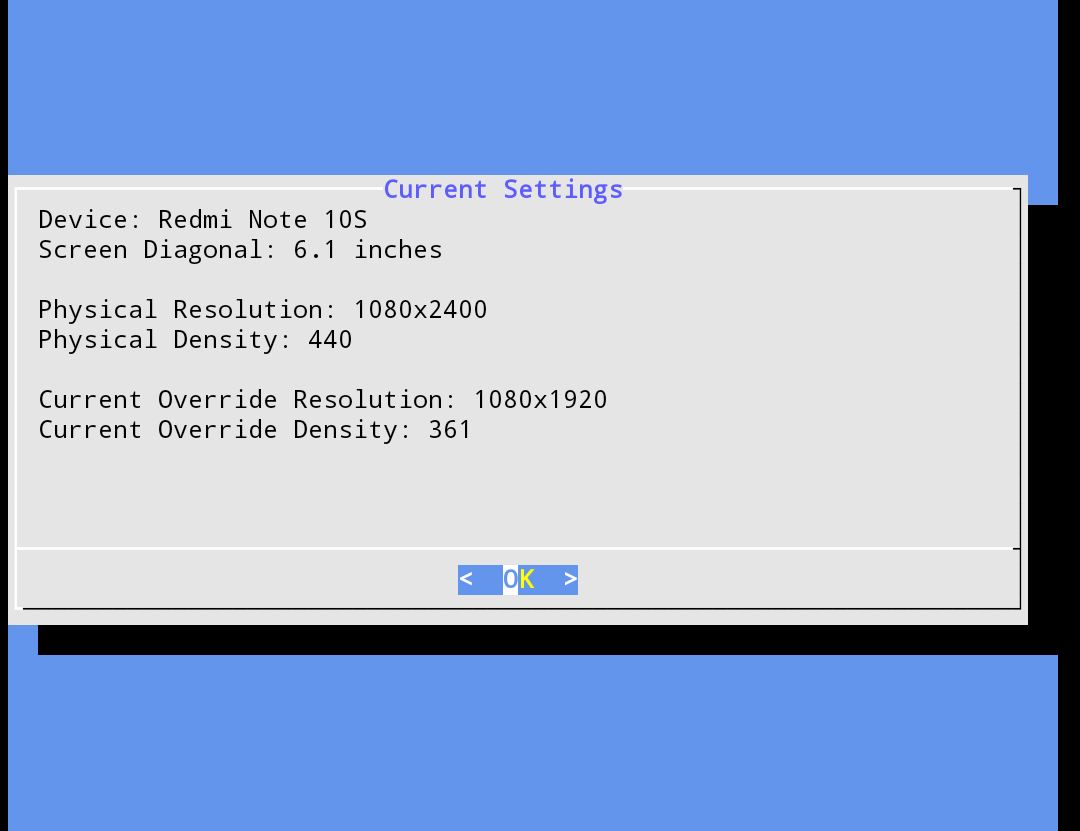 Current Settings
Device: Redmi Note 10S
Screen Diagonal: 6.1 inches
Physical Resolution: 1080x2400
Physical Density: 440
Current Override Resolution: 1080x1920
Current Override Density: 361
<  OK  >